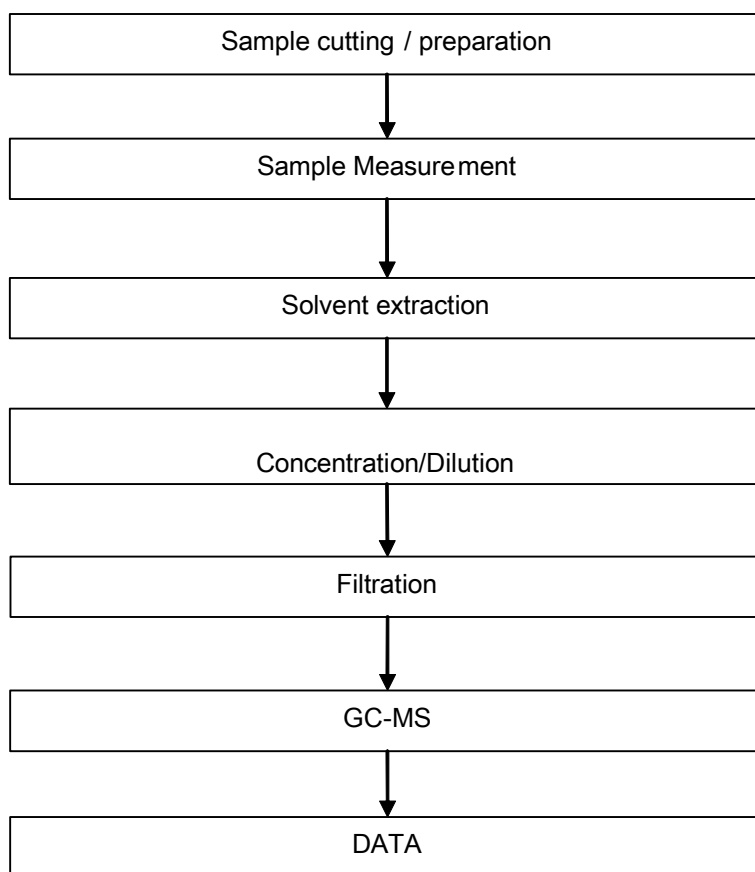 Sample cutting / preparation
Sample Measurement
Solvent extraction
Concentration/Dilution
Filtration
GC-MS
DATA